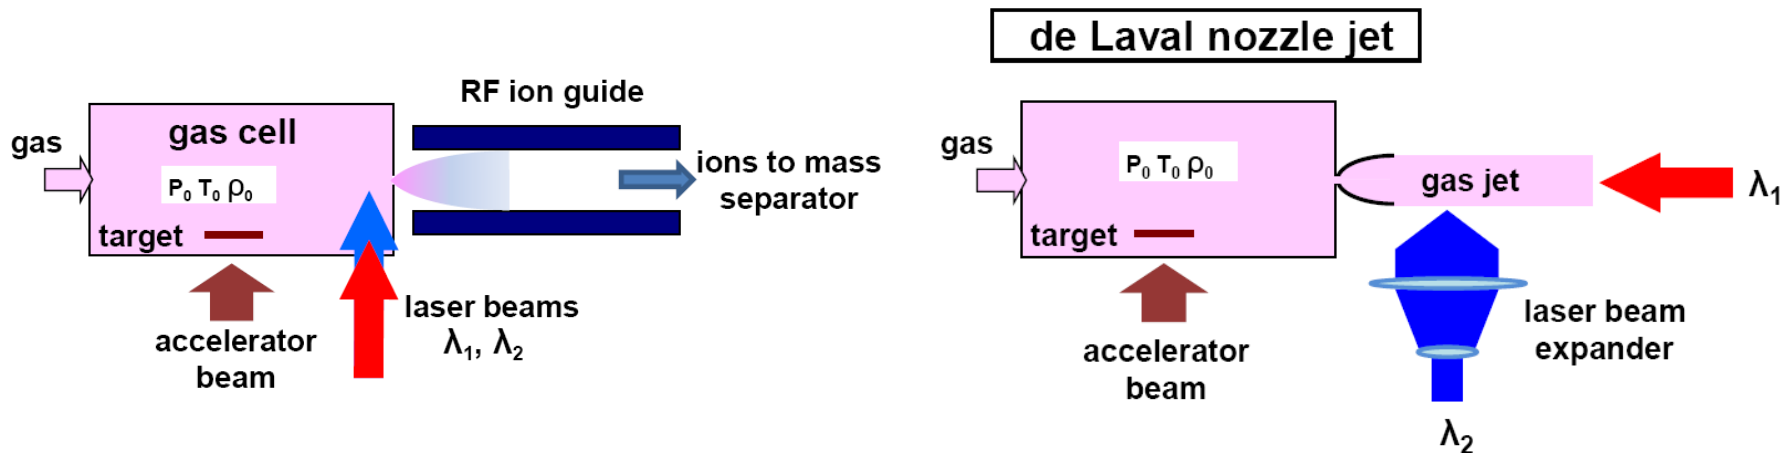 RF ion guide
gas cell
gas
P₀ T₀ ρ₀
target
ions to mass
separator
laser beams
λ₁, λ₂
accelerator
beam
de Laval nozzle jet
gas
P₀ T₀ ρ₀
target
gas jet
λ₁
accelerator
beam
laser beam
expander
λ₂